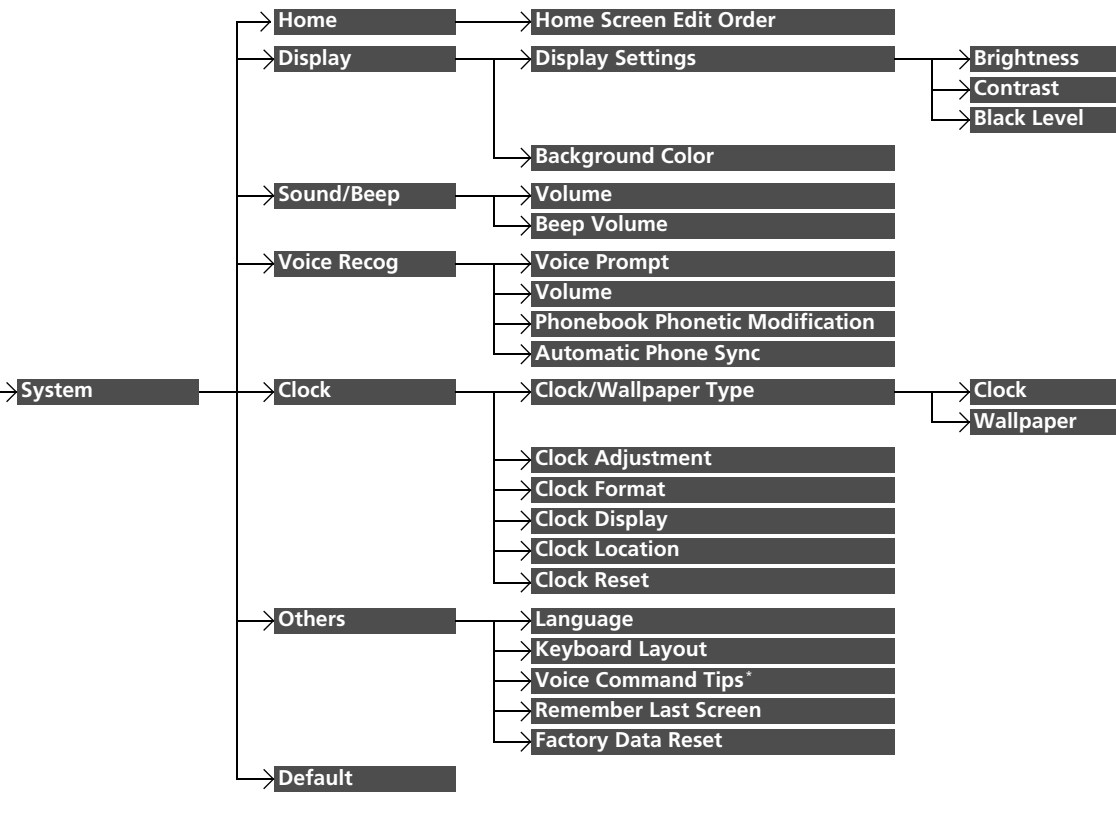 Home
Home Screen Edit Order
Display
Display Settings
Brightness
Contrast
Black Level
Background Color
Sound/Beep
Volume
Beep Volume
Voice Recog
Voice Prompt
Volume
Phonebook Phonetic Modification
Automatic Phone Sync
System
Clock
Clock/Wallpaper Type
Clock
Wallpaper
Clock Adjustment
Clock Format
Clock Display
Clock Location
Clock Reset
Others
Language
Keyboard Layout
Voice Command Tips*
Remember Last Screen
Factory Data Reset
Default